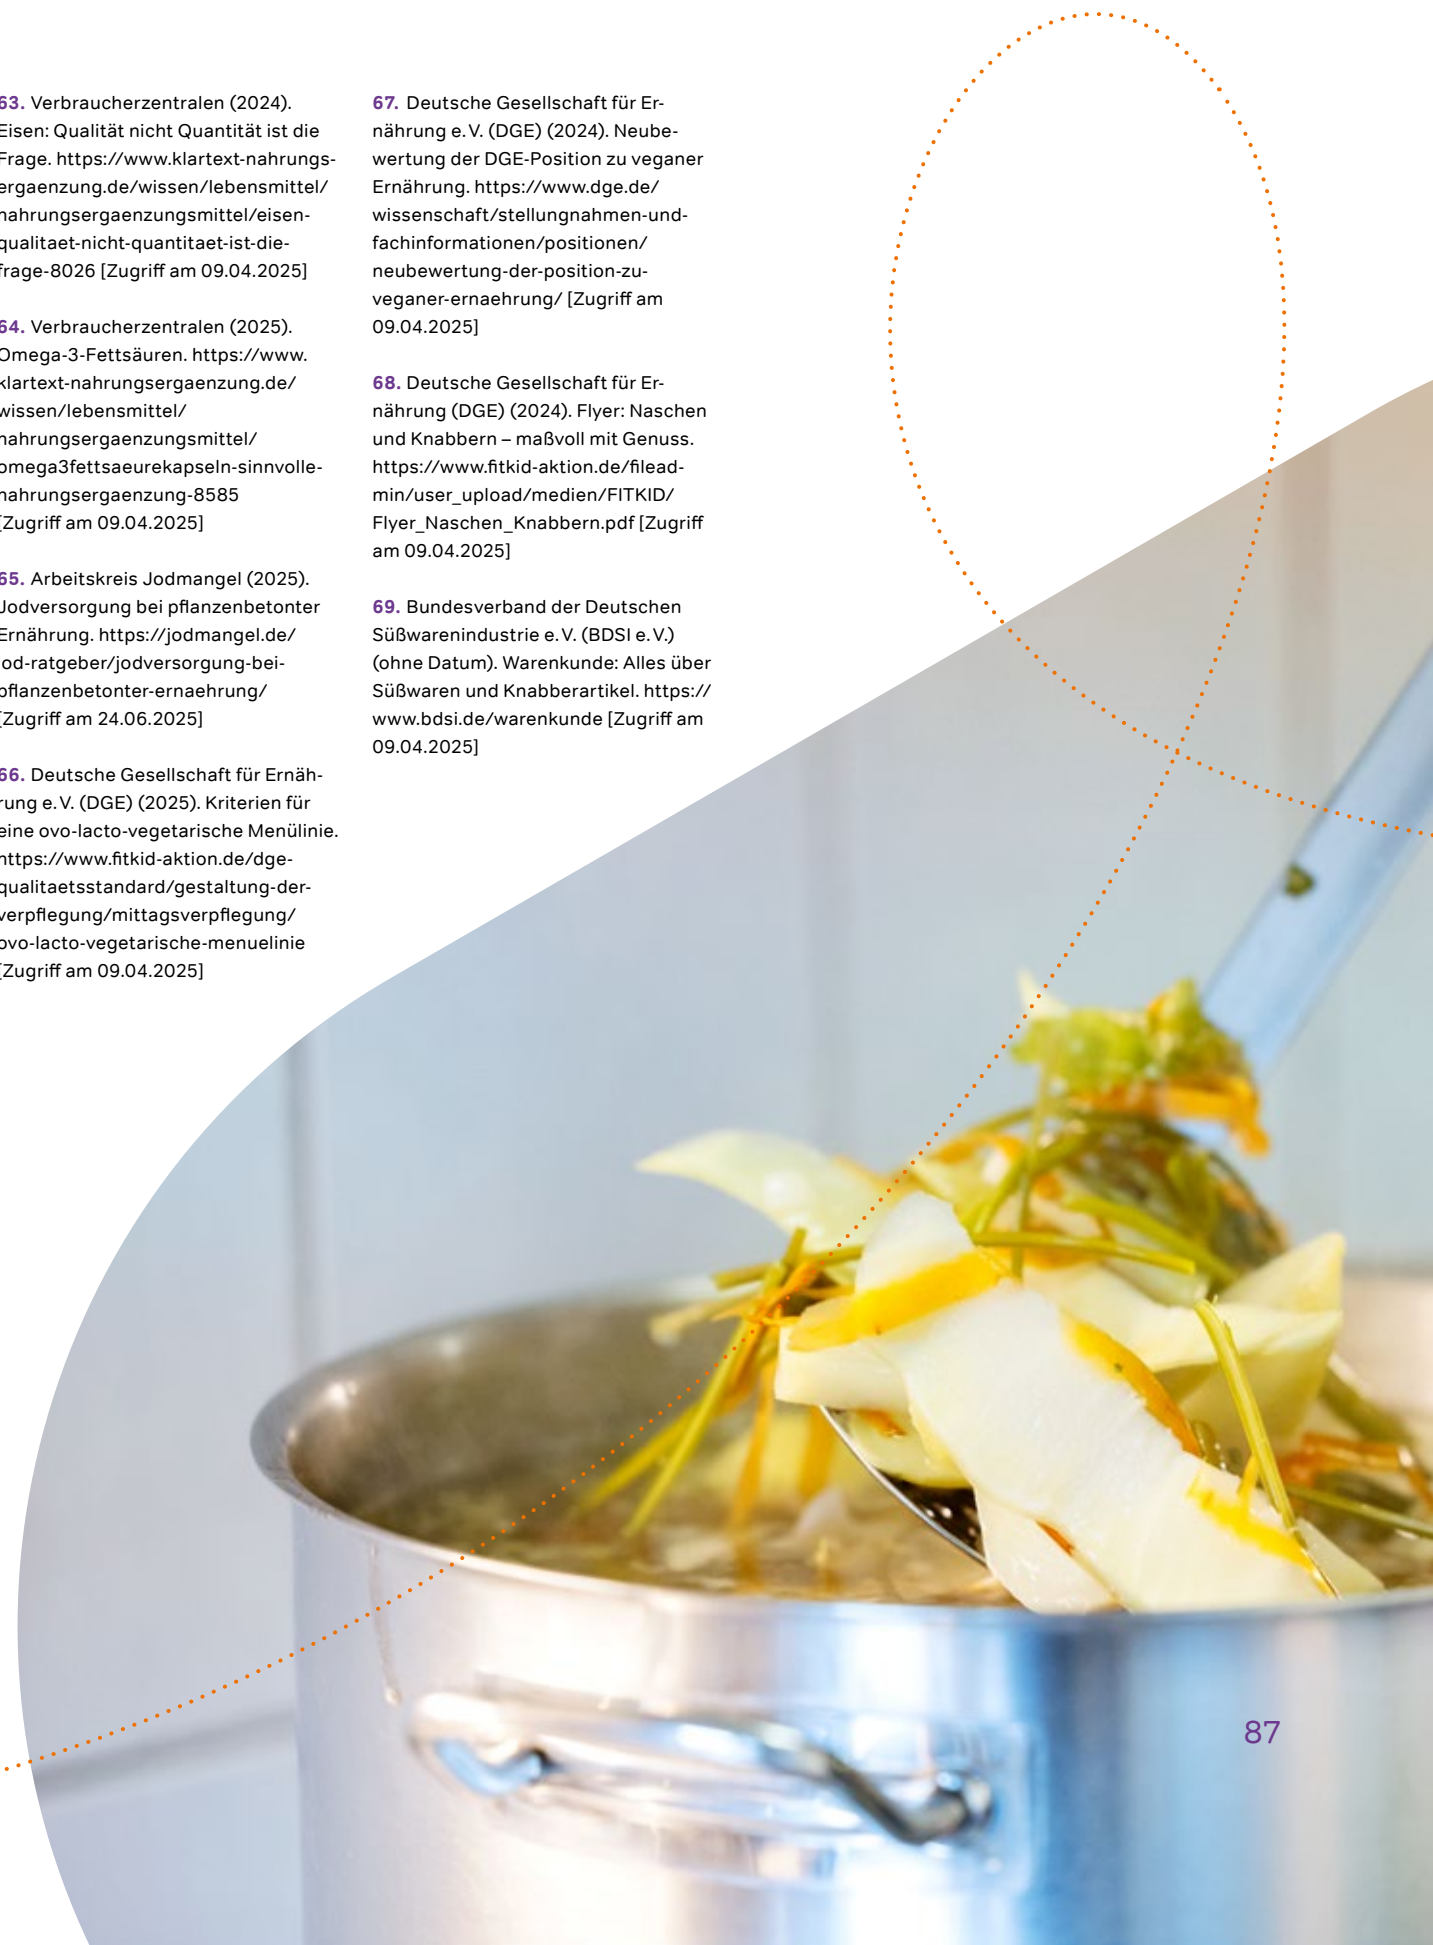 63. Verbraucherzentralen (2024).
Eisen: Qualität nicht Quantität ist die
Frage. https://www.klartext-nahrungs-
ergaenzung.de/wissen/lebensmittel/
nahrungsergaenzungsmittel/eisen-
qualitaet-nicht-quantitaet-ist-die-
frage-8026 [Zugriff am 09.04.2025]
64. Verbraucherzentralen (2025).
Omega-3-Fettsäuren. https://www.
klartext-nahrungsergaenzung.de/
wissen/lebensmittel/
nahrungsergaenzungsmittel/
omega3fettsaeurekapseln-sinnvolle-
nahrungsergaenzung-8585
[Zugriff am 09.04.2025]
65. Arbeitskreis Jodmangel (2025).
Jodversorgung bei pflanzenbetonter
Ernährung. https://jodmangel.de/
jod-ratgeber/jodversorgung-bei-
pflanzenbetonter-ernaehrung/
[Zugriff am 24.06.2025]
66. Deutsche Gesellschaft für Ernäh-
rung e. V. (DGE) (2025). Kriterien für
eine ovo-lacto-vegetarische Menülinie.
https://www.fitkid-aktion.de/dge-
qualitaetsstandard/gestaltung-der-
verpflegung/mittagsverpflegung/
ovo-lacto-vegetarische-menuelinie
[Zugriff am 09.04.2025]
67. Deutsche Gesellschaft für Er-
nährung e. V. (DGE) (2024). Neube-
wertung der DGE-Position zu veganer
Ernährung. https://www.dge.de/
wissenschaft/stellungnahmen-und-
fachinformationen/positionen/
neubewertung-der-position-zu-
veganer-ernaehrung/ [Zugriff am
09.04.2025]
68. Deutsche Gesellschaft für Er-
nährung (DGE) (2024). Flyer: Naschen
und Knabbern – maßvoll mit Genuss.
https://www.fitkid-aktion.de/filead-
min/user_upload/medien/FITKID/
Flyer_Naschen_Knabbern.pdf [Zugriff
am 09.04.2025]
69. Bundesverband der Deutschen
Süßwarenindustrie e. V. (BDSI e. V.)
(ohne Datum). Warenkunde: Alles über
Süßwaren und Knabberartikel. https://
www.bdsi.de/warenkunde [Zugriff am
09.04.2025]
87